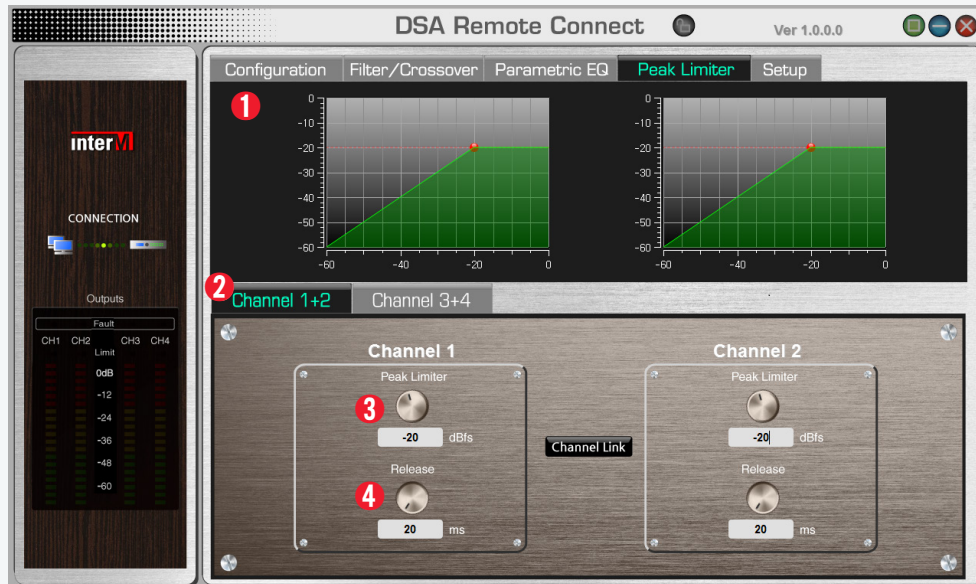 DSA Remote Connect
Ver 1.0.0.0
interM
CONNECTION
Outputs
Fault
CH1 CH2 CH3 CH4
Limit
0dB
-12
-24
-36
-48
-60
Configuration Filter/Crossover Parametric EQ Peak Limiter Setup
1
0
-10
-20
-30
-40
-50
-60
-60 -40 -20 0
0
-10
-20
-30
-40
-50
-60
-60 -40 -20 0
2
Channel 1+2 Channel 3+4
Channel 1
Peak Limiter
3
-20 dBfs
Release
4
20 ms
Channel Link
Channel 2
Peak Limiter
-20 dBfs
Release
20 ms